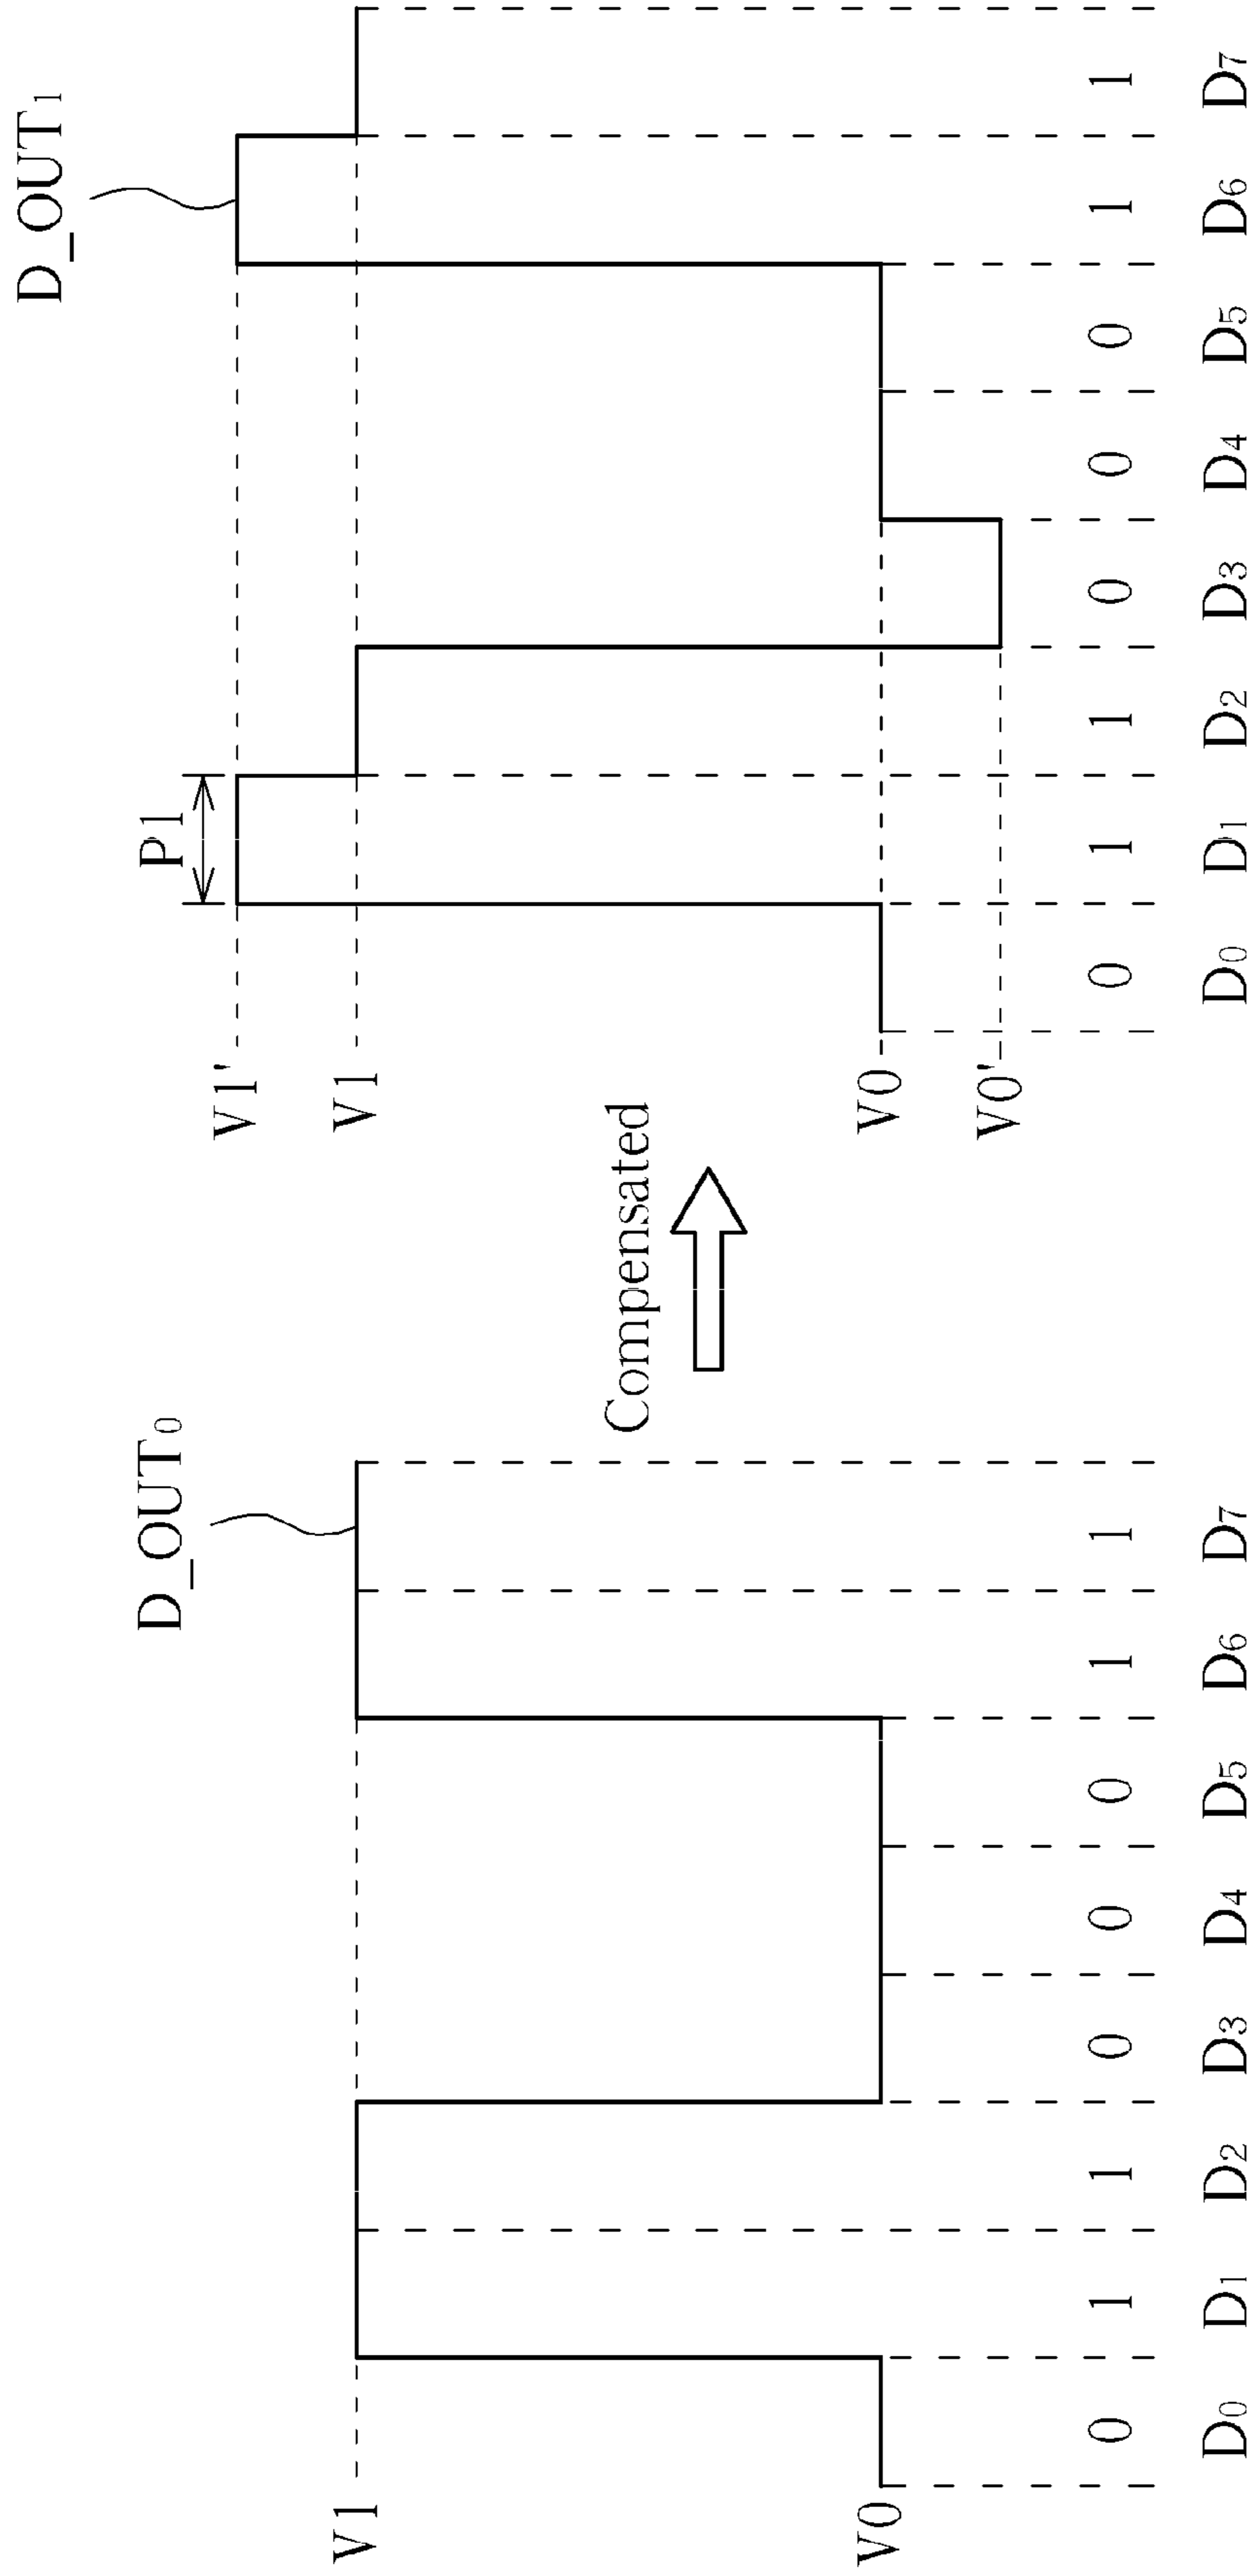 D_OUT0
V1
V0
0 1 1 0 0 0 1 1
D0 D1 D2 D3 D4 D5 D6 D7
Compensated
D_OUT1
P1
V1'
V1
V0
V0'
0 1 1 0 0 0 1 1
D0 D1 D2 D3 D4 D5 D6 D7